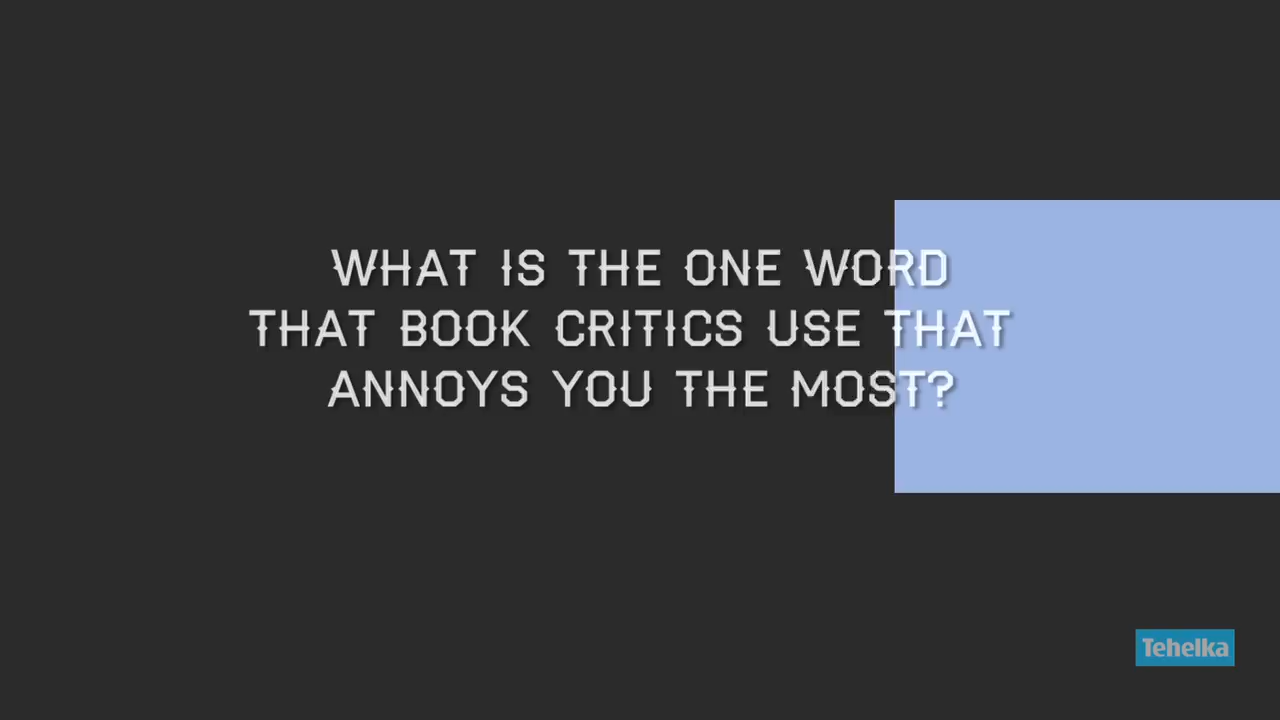 WHAT IS THE ONE WORD
THAT BOOK CRITICS USE THAT
ANNOYS YOU THE MOST?
Tehelka